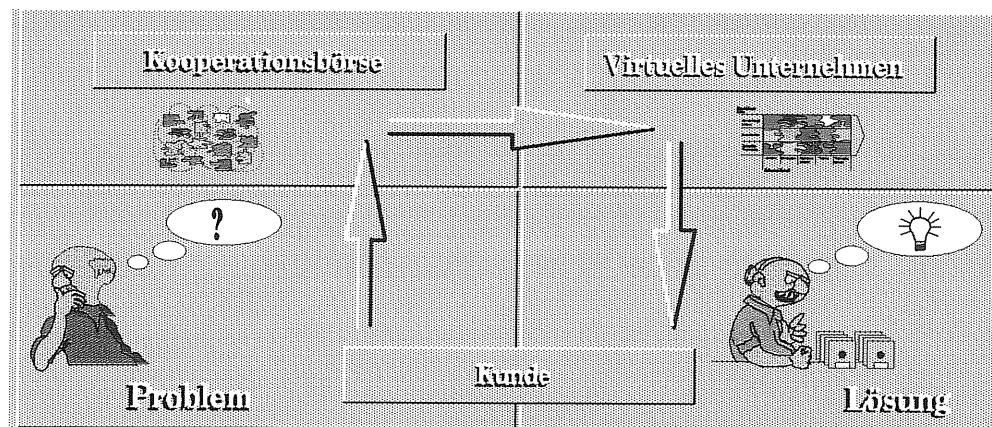 Kooperationsbörse
Virtuelles Unternehmen
?
Kunde
Problem
Lösung